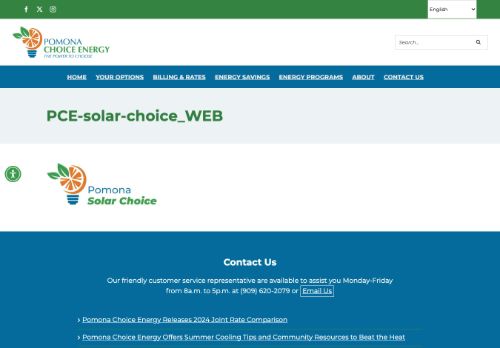 English
POMONA
CHOICE ENERGY
THE POWER TO CHOOSE
Search...
HOME YOUR OPTIONS BILLING & RATES ENERGY SAVINGS ENERGY PROGRAMS ABOUT CONTACT US
PCE-solar-choice_WEB
Pomona
Solar Choice
Contact Us
Our friendly customer service representative are available to assist you Monday-Friday
from 8a.m. to 5p.m. at (909) 620-2079 or Email Us
Pomona Choice Energy Releases 2024 Joint Rate Comparison
Pomona Choice Energy Offers Summer Cooling Tips and Community Resources to Beat the Heat